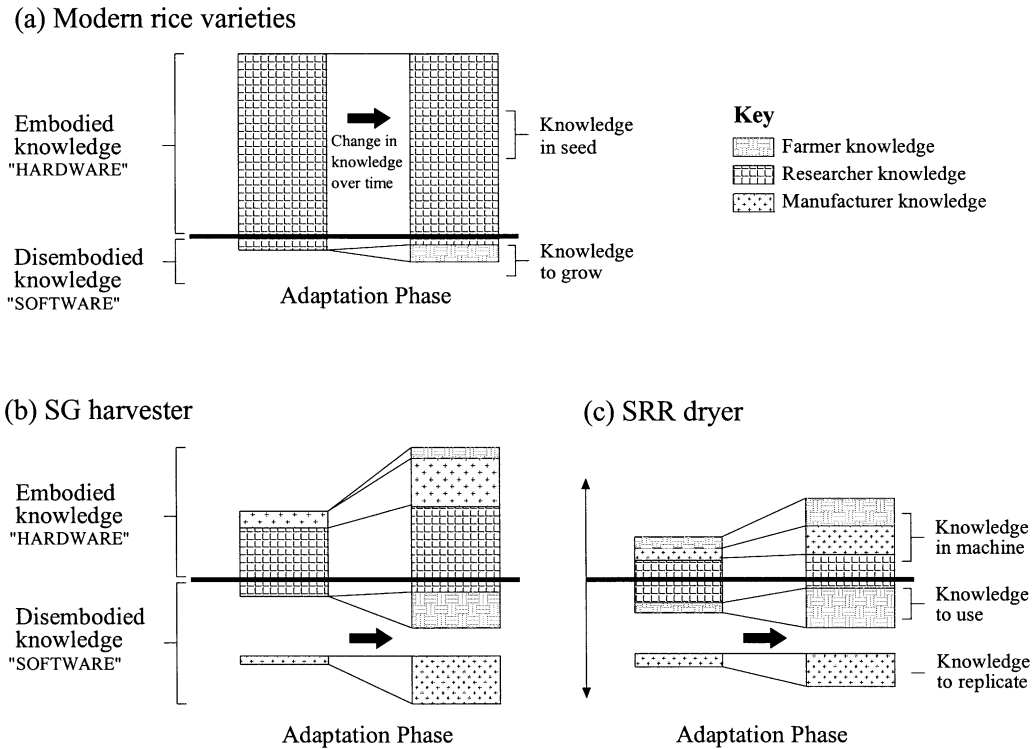 (a) Modern rice varieties
Embodied
knowledge
"HARDWARE"
Change in
knowledge
over time
Knowledge
in seed
Disembodied
knowledge
"SOFTWARE"
Knowledge
to grow
Adaptation Phase
Key
Farmer knowledge
Researcher knowledge
Manufacturer knowledge
(b) SG harvester
Embodied
knowledge
"HARDWARE"
Disembodied
knowledge
"SOFTWARE"
Adaptation Phase
(c) SRR dryer
Knowledge
in machine
Knowledge
to use
Knowledge
to replicate
Adaptation Phase